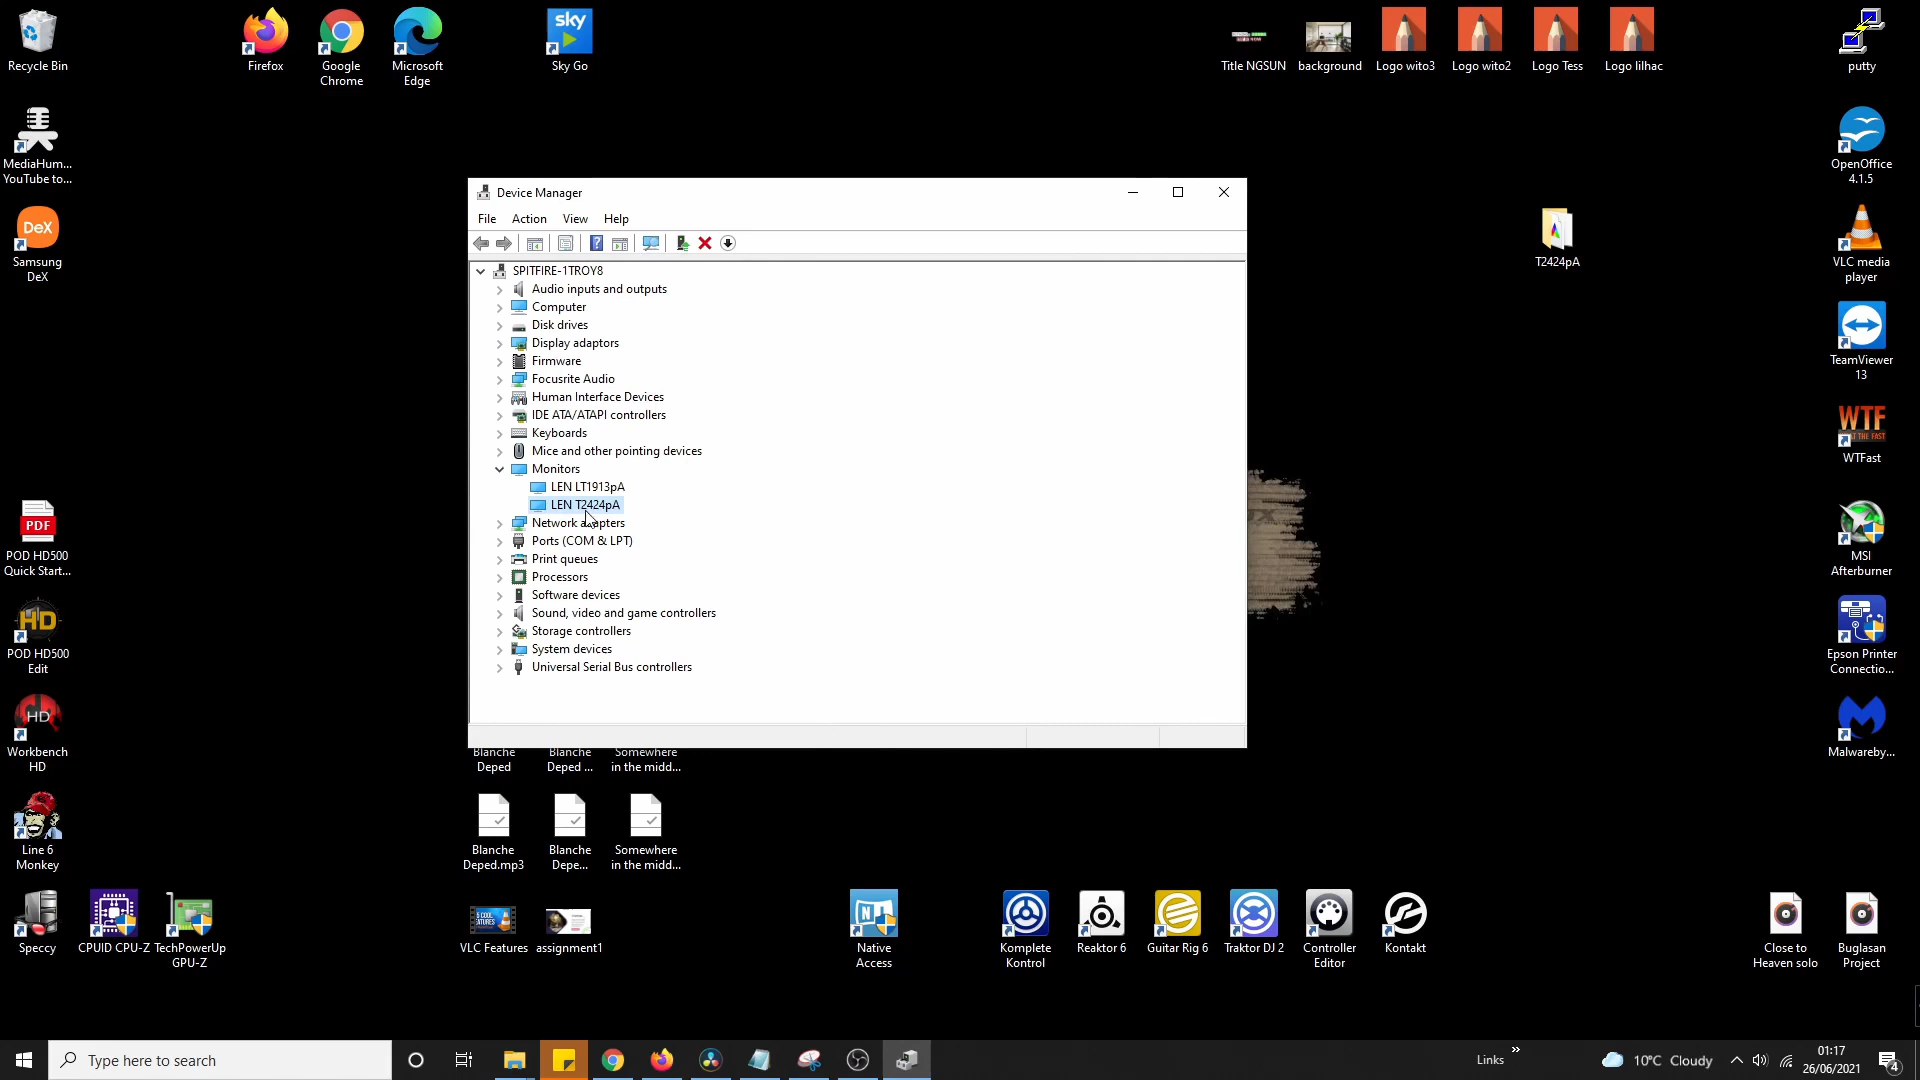 Recycle Bin
Firefox
Google
Chrome
Microsoft
Edge
sky
Sky Go
Title NGSUN
background
Logo wito3
Logo wito2
Logo Tess
Logo lilhac
putty
MediaHum...
YouTube to...
OpenOffice
4.1.5
DeX
Samsung
DeX
T2424pA
VLC media
player
TeamViewer
13
WTF
WTFast
PDF
POD HD500
Quick Start...
MSI
Afterburner
HD
POD HD500
Edit
Epson Printer
Connectio...
HD
Workbench
HD
Malwareby...
Line 6
Monkey
Device Manager
File
Action
View
Help
SPITFIRE-1TROY8
Audio inputs and outputs
Computer
Disk drives
Display adaptors
Firmware
Focusrite Audio
Human Interface Devices
IDE ATA/ATAPI controllers
Keyboards
Mice and other pointing devices
Monitors
LEN LT1913pA
LEN T2424pA
Network adapters
Ports (COM & LPT)
Print queues
Processors
Software devices
Sound, video and game controllers
Storage controllers
System devices
Universal Serial Bus controllers
Blanche
Deped
Blanche
Deped ...
Somewhere
in the midd...
Blanche
Deped.mp3
Blanche
Depe...
Somewhere
in the midd...
Speccy
CPUID CPU-Z
TechPowerUp
GPU-Z
VLC Features
assignment1
Native
Access
Komplete
Kontrol
Reaktor 6
Guitar Rig 6
Traktor DJ 2
Controller
Editor
Kontakt
Close to
Heaven solo
Buglasan
Project
Type here to search
Links
10°C Cloudy
01:17
26/06/2021
4